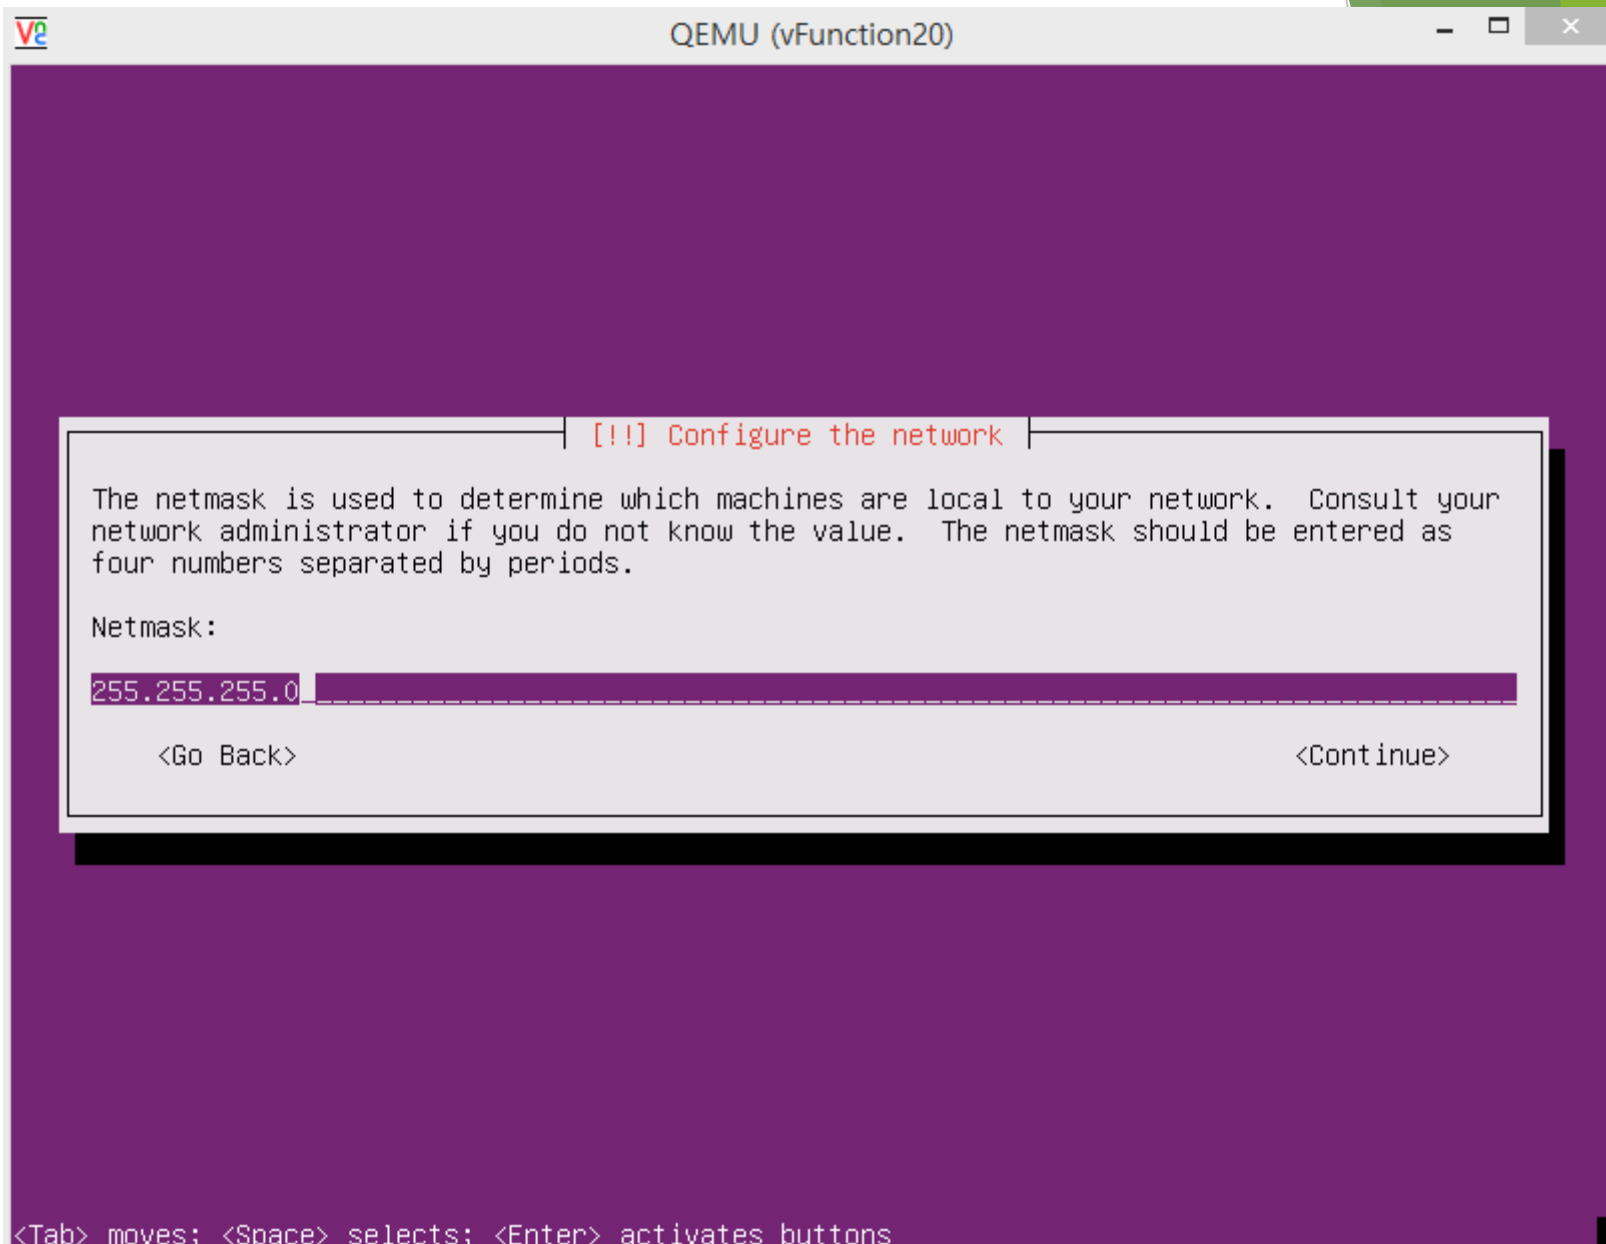 QEMU (vFunction20)
[!!] Configure the network
The netmask is used to determine which machines are local to your network.  Consult your
network administrator if you do not know the value.  The netmask should be entered as
four numbers separated by periods.
Netmask:
255.255.255.0
<Go Back> <Continue>
<Tab> moves; <Space> selects; <Enter> activates buttons